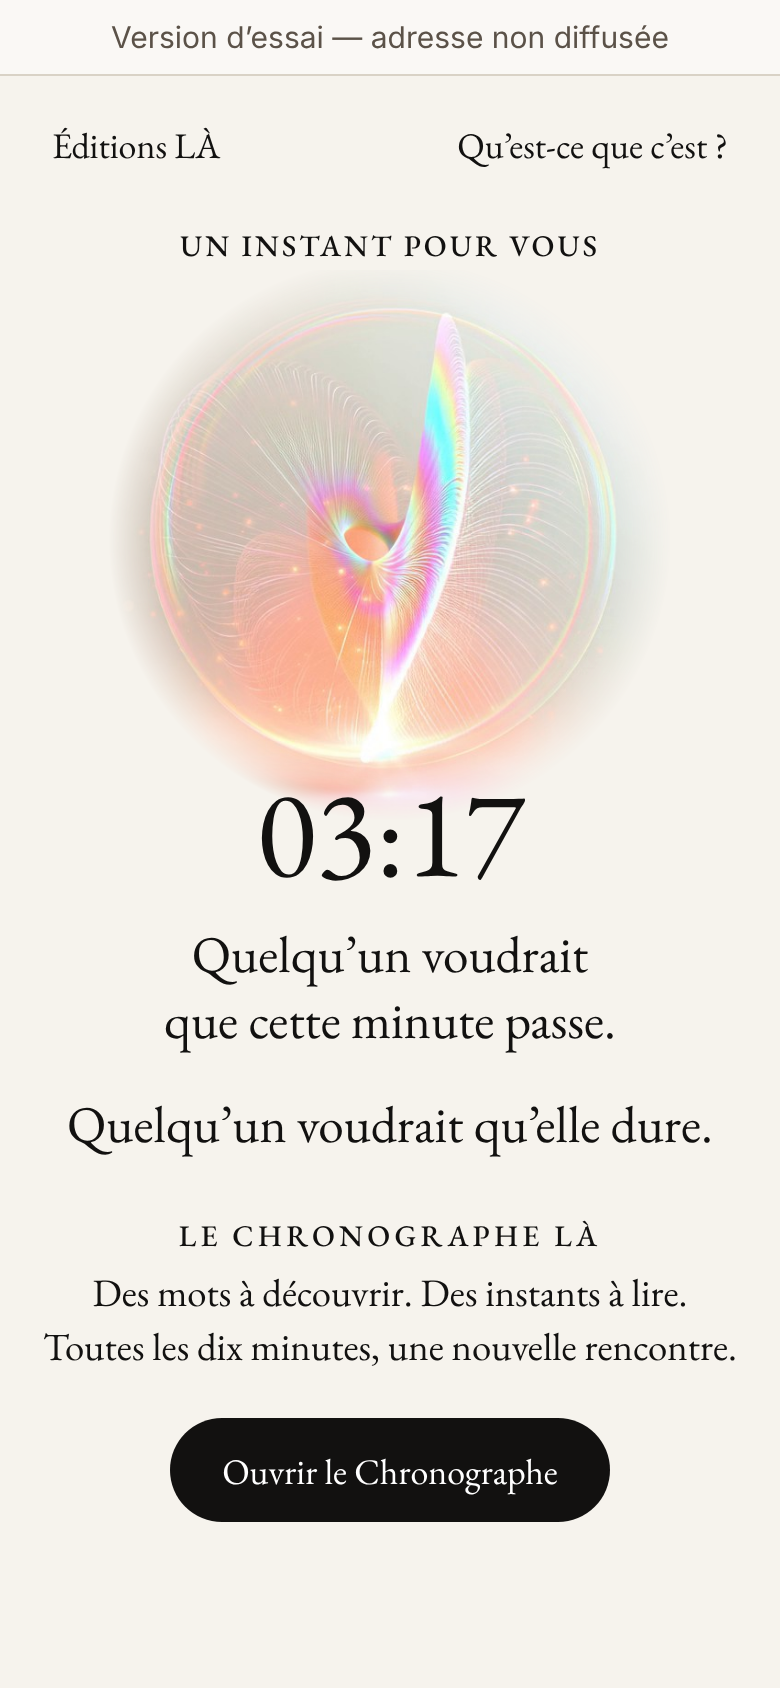 Version d’essai — adresse non diffusée
Éditions LÀ
Qu’est-ce que c’est ?
UN INSTANT POUR VOUS
03:17
Quelqu’un voudrait
que cette minute passe.
Quelqu’un voudrait qu’elle dure.
LE CHRONOGRAPHE LÀ
Des mots à découvrir. Des instants à lire.
Toutes les dix minutes, une nouvelle rencontre.
Ouvrir le Chronographe